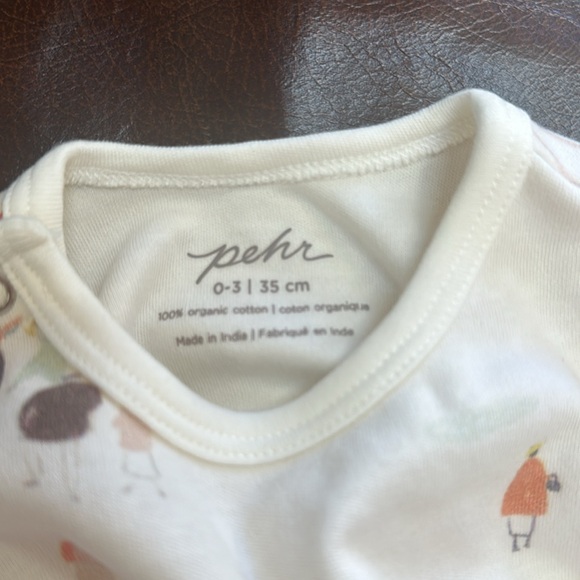 pehr
0-3 | 35 cm
100% organic cotton | coton organique
Made in India | Fabriqué en Inde